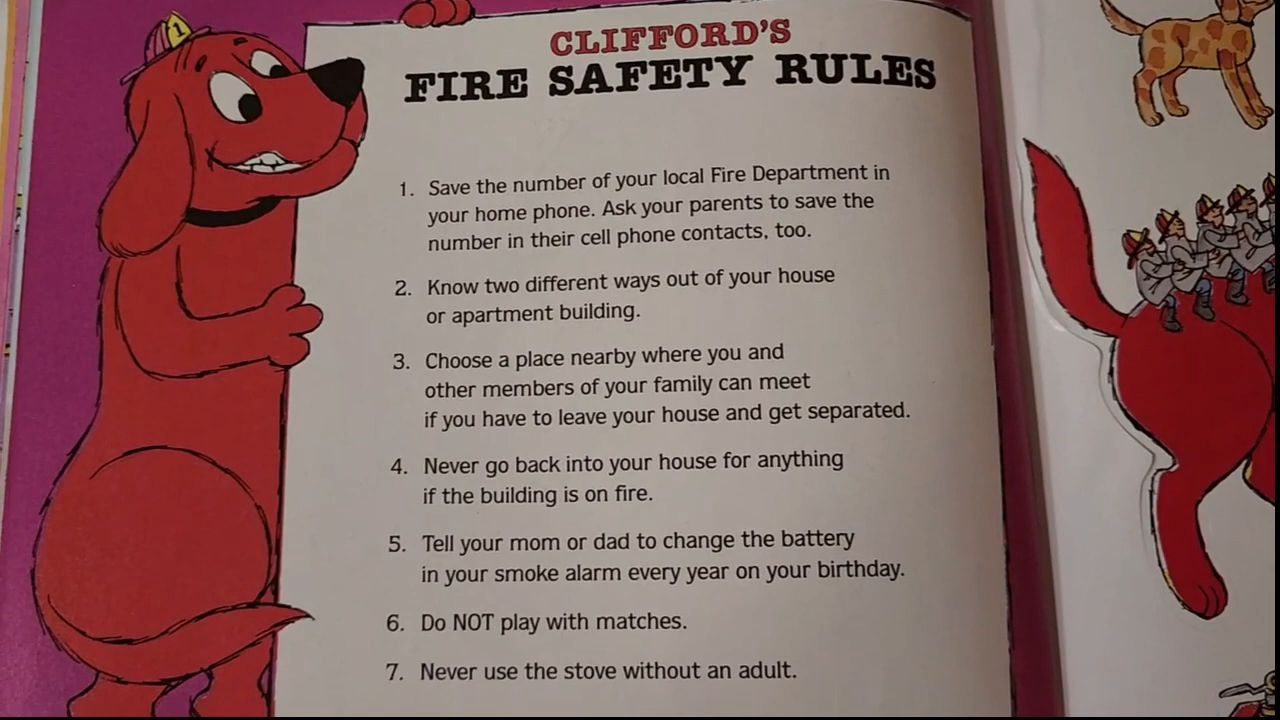 1
CLIFFORD'S
FIRE SAFETY RULES
1. Save the number of your local Fire Department in
your home phone. Ask your parents to save the
number in their cell phone contacts, too.
2. Know two different ways out of your house
or apartment building.
3. Choose a place nearby where you and
other members of your family can meet
if you have to leave your house and get separated.
4. Never go back into your house for anything
if the building is on fire.
5. Tell your mom or dad to change the battery
in your smoke alarm every year on your birthday.
6. Do NOT play with matches.
7. Never use the stove without an adult.